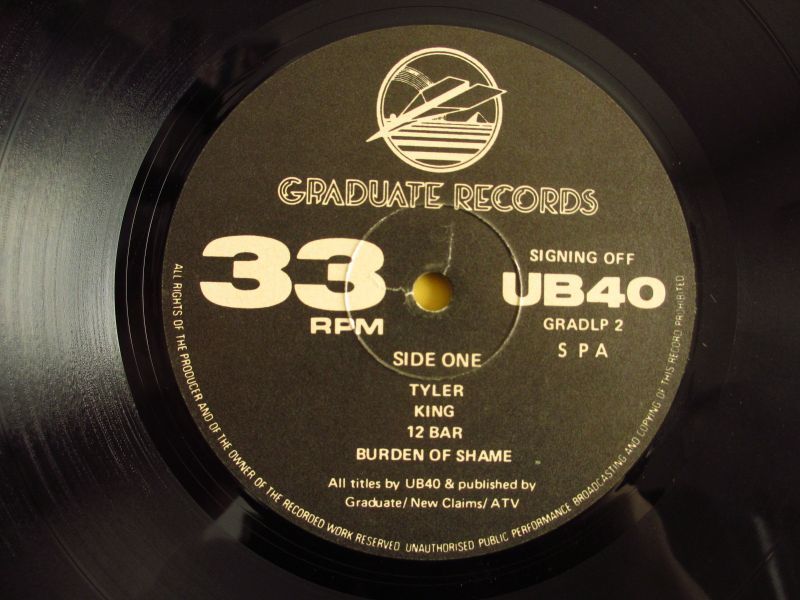 GRADUATE RECORDS
33
RPM
SIGNING OFF
UB40
GRADLP 2
S P A
SIDE ONE
TYLER
KING
12 BAR
BURDEN OF SHAME
All titles by UB40 & published by
Graduate/ New Claims/ ATV
ALL RIGHTS OF THE PRODUCER AND OF THE OWNER OF THE RECORDED WORK RESERVED UNAUTHORISED PUBLIC PERFORMANCE BROADCASTING AND COPYING OF THIS RECORD PROHIBITED